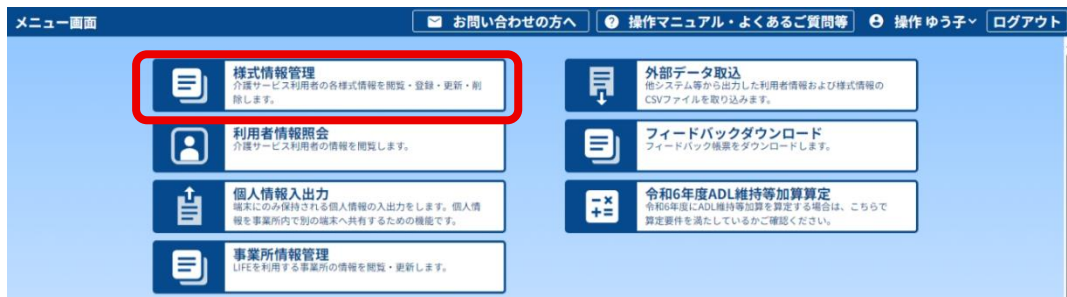 メニュー画面
お問い合わせの方へ
操作マニュアル・よくあるご質問等
操作 ゆう子
ログアウト
様式情報管理
介護サービス利用者の各様式情報を閲覧・登録・更新・削
除します。
外部データ取込
他システム等から出力した利用者情報および様式情報の
CSVファイルを取り込みます。
利用者情報照会
介護サービス利用者の情報を閲覧します。
フィードバックダウンロード
フィードバック帳票をダウンロードします。
個人情報入出力
端末にのみ保持される個人情報の入出力をします。個人情
報を事業所内で別の端末へ共有するための機能です。
令和6年度ADL維持等加算算定
令和6年度にADL維持等加算を算定する場合は、こちらで
算定要件を満たしているかご確認ください。
事業所情報管理
LIFEを利用する事業所の情報を閲覧・更新します。